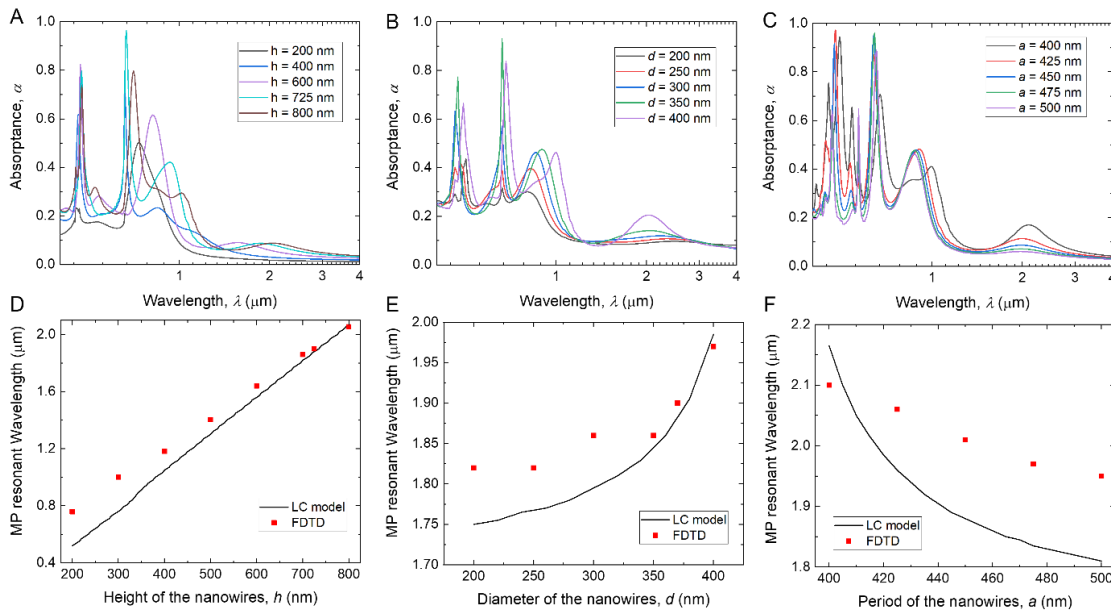 A
B
C
Absorptance, α
1.0
0.8
0.6
0.4
0.2
0.0
h = 200 nm
h = 400 nm
h = 600 nm
h = 725 nm
h = 800 nm
1
2
3
4
Wavelength, λ (μm)
Absorptance, α
1.0
0.8
0.6
0.4
0.2
0.0
d = 200 nm
d = 250 nm
d = 300 nm
d = 350 nm
d = 400 nm
1
2
3
4
Wavelength, λ (μm)
Absorptance, α
1.0
0.8
0.6
0.4
0.2
0.0
a = 400 nm
a = 425 nm
a = 450 nm
a = 475 nm
a = 500 nm
1
2
3
4
Wavelength, λ (μm)
D
E
F
MP resonant Wavelength (μm)
2.0
1.6
1.2
0.8
0.4
LC model
FDTD
200 300 400 500 600 700 800
Height of the nanowires, h (nm)
MP resonant Wavelength (μm)
2.00
1.95
1.90
1.85
1.80
1.75
1.70
LC model
FDTD
200 250 300 350 400
Diameter of the nanowires, d (nm)
MP resonant Wavelength (μm)
2.2
2.1
2.0
1.9
1.8
LC model
FDTD
400 425 450 475 500
Period of the nanowires, a (nm)